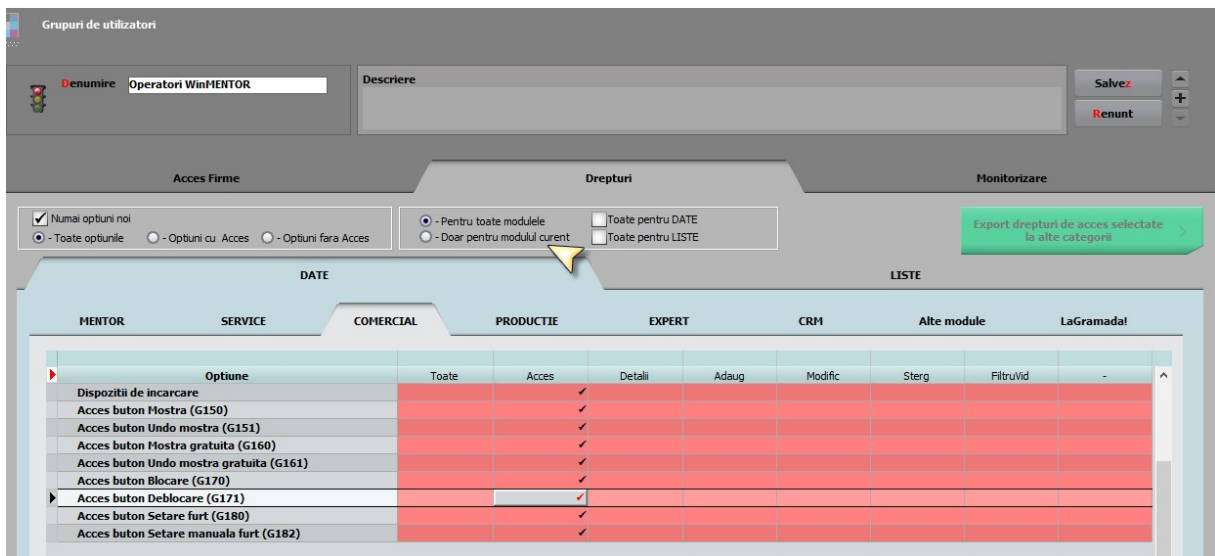 Grupuri de utilizatori
Denumire Operatori WinMENTOR
Descriere
Salvez
Renunt
Acces Firme Drepturi Monitorizare
Numai optiuni noi
- Toate optiunile - Optiuni cu Acces - Optiuni fara Acces
- Pentru toate modulele Toate pentru DATE
- Doar pentru modulul curent Toate pentru LISTE
Export drepturi de acces selectate
la alte categorii
DATE LISTE
MENTOR SERVICE COMERCIAL PRODUCTIE EXPERT CRM Alte module LaGramada!
Optiune Toate Acces Detalii Adaug Modific Sterg FiltruVid -
Dispozitii de incarcare
Acces buton Mostra (G150)
Acces buton Undo mostra (G151)
Acces buton Mostra gratuita (G160)
Acces buton Undo mostra gratuita (G161)
Acces buton Blocare (G170)
Acces buton Deblocare (G171)
Acces buton Setare furt (G180)
Acces buton Setare manuala furt (G182)